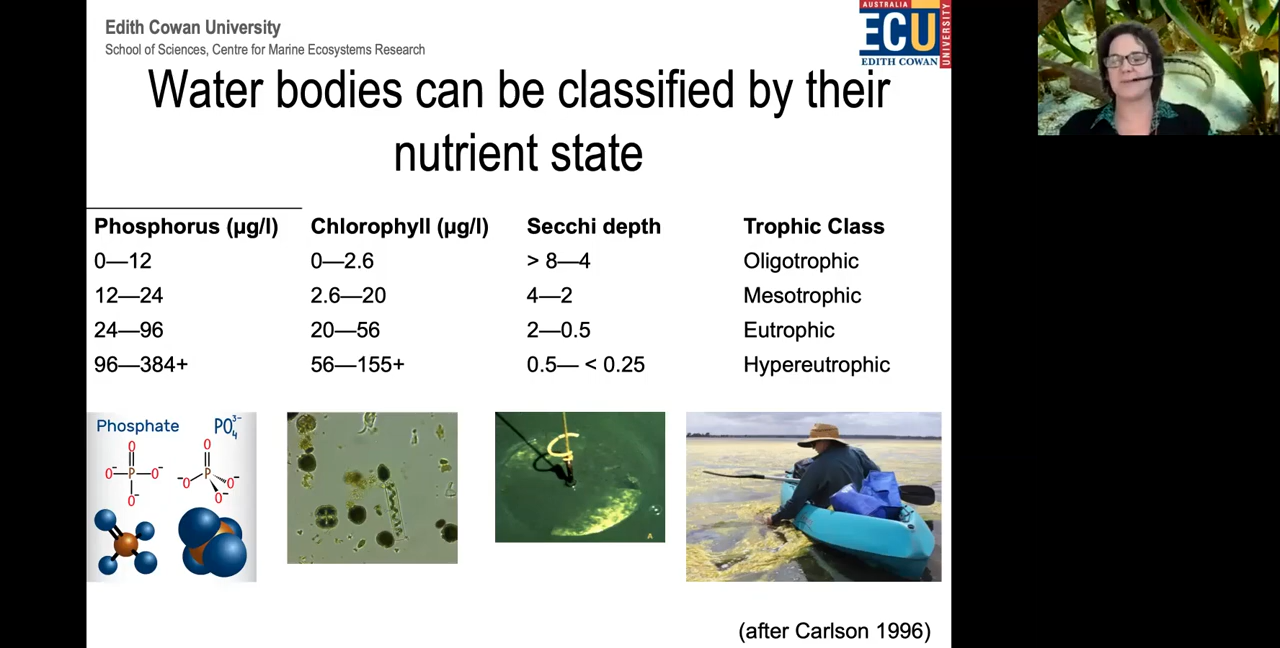 Edith Cowan University
School of Sciences, Centre for Marine Ecosystems Research
AUSTRALIA
ECU
UNIVERSITY
EDITH COWAN
Water bodies can be classified by their
nutrient state
Phosphorus (µg/l) Chlorophyll (µg/l) Secchi depth Trophic Class
0—12 0—2.6 > 8—4 Oligotrophic
12—24 2.6—20 4—2 Mesotrophic
24—96 20—56 2—0.5 Eutrophic
96—384+ 56—155+ 0.5— < 0.25 Hypereutrophic
Phosphate PO₄³⁻
O O
O⁻ P O⁻ ⁻O P O⁻
O⁻ O⁻
A
(after Carlson 1996)